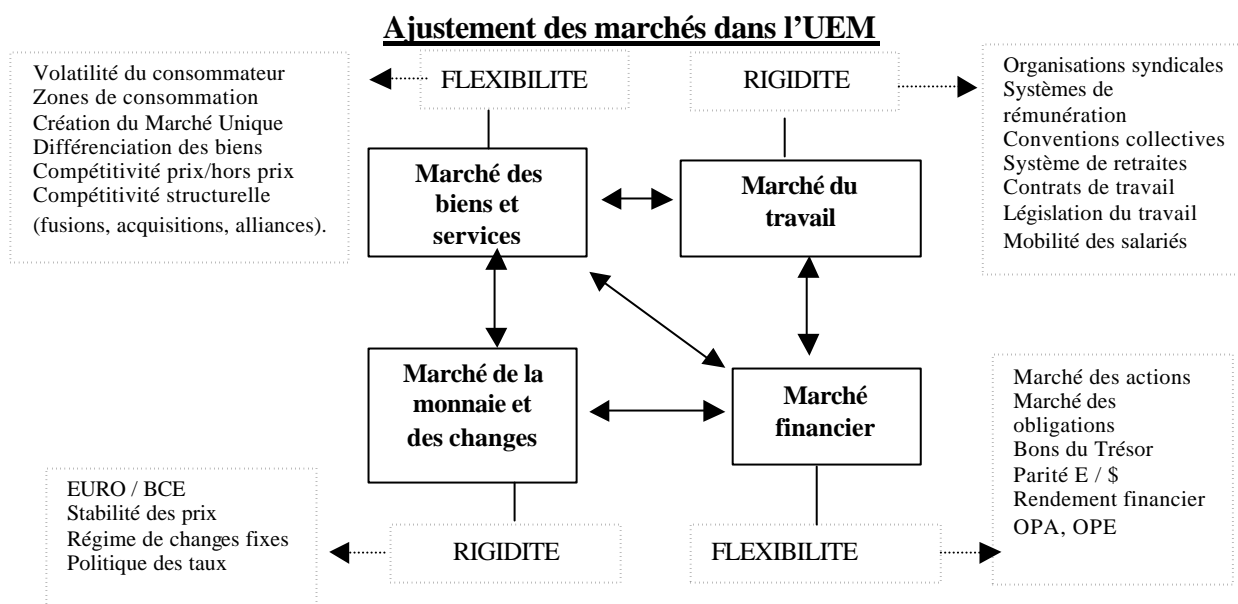 Ajustement des marchés dans l'UEM
Volatilité du consommateur
Zones de consommation
Création du Marché Unique
Différenciation des biens
Compétitivité prix/hors prix
Compétitivité structurelle
(fusions, acquisitions, alliances).
FLEXIBILITE
RIGIDITE
Organisations syndicales
Systèmes de
rémunération
Conventions collectives
Système de retraites
Contrats de travail
Législation du travail
Mobilité des salariés
Marché des
biens et
services
Marché du
travail
Marché de la
monnaie et
des changes
Marché
financier
Marché des actions
Marché des
obligations
Bons du Trésor
Parité E / $
Rendement financier
OPA, OPE
EURO / BCE
Stabilité des prix
Régime de changes fixes
Politique des taux
RIGIDITE
FLEXIBILITE